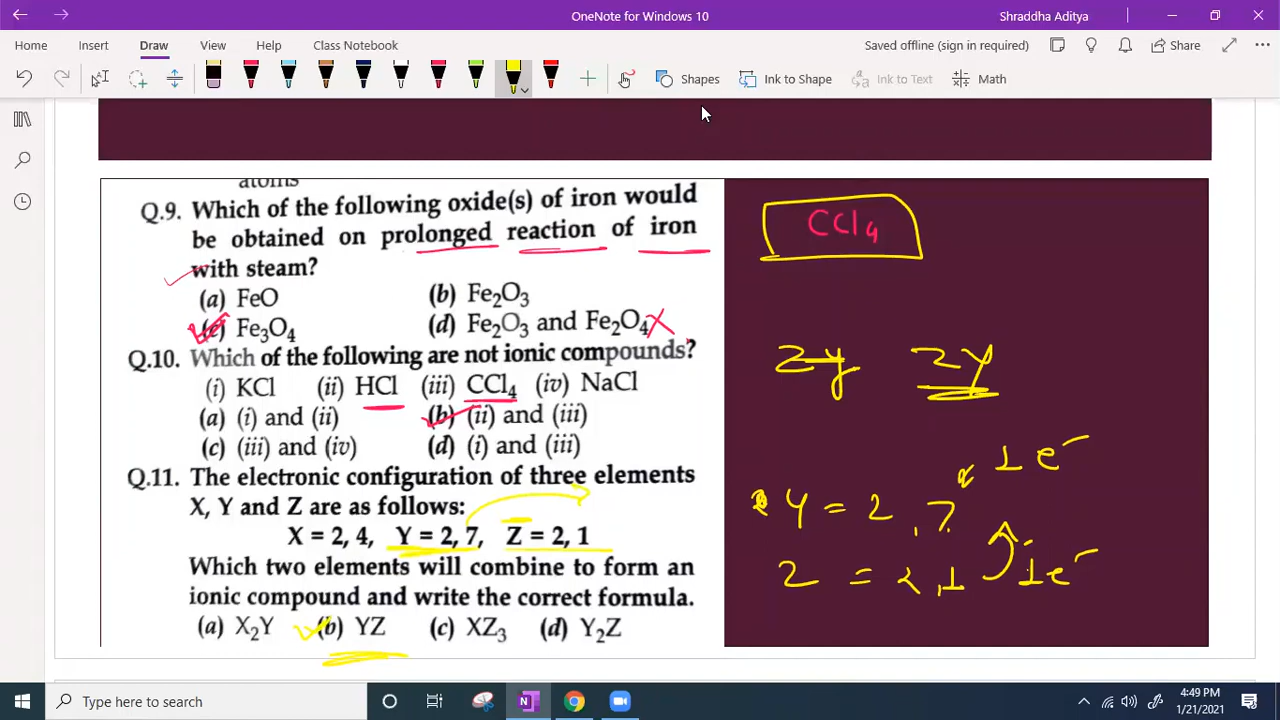 OneNote for Windows 10
Shraddha Aditya
Home Insert Draw View Help Class Notebook
Saved offline (sign in required)
Share
Shapes
Ink to Shape
Ink to Text
Math
atoms
Q.9. Which of the following oxide(s) of iron would
be obtained on prolonged reaction of iron
with steam?
(a) FeO (b) Fe₂O₃
(c) Fe₃O₄ (d) Fe₂O₃ and Fe₂O₄
Q.10. Which of the following are not ionic compounds?
(i) KCl (ii) HCl (iii) CCl₄ (iv) NaCl
(a) (i) and (ii) (b) (ii) and (iii)
(c) (iii) and (iv) (d) (i) and (iii)
Q.11. The electronic configuration of three elements
X, Y and Z are as follows:
X = 2, 4, Y = 2, 7, Z = 2, 1
Which two elements will combine to form an
ionic compound and write the correct formula.
(a) X₂Y (b) YZ (c) XZ₃ (d) Y₂Z
CCl₄
zy zy
1e⁻
Y = 2, 7
Z = 2, 1 1e⁻
Type here to search
4:49 PM
1/21/2021